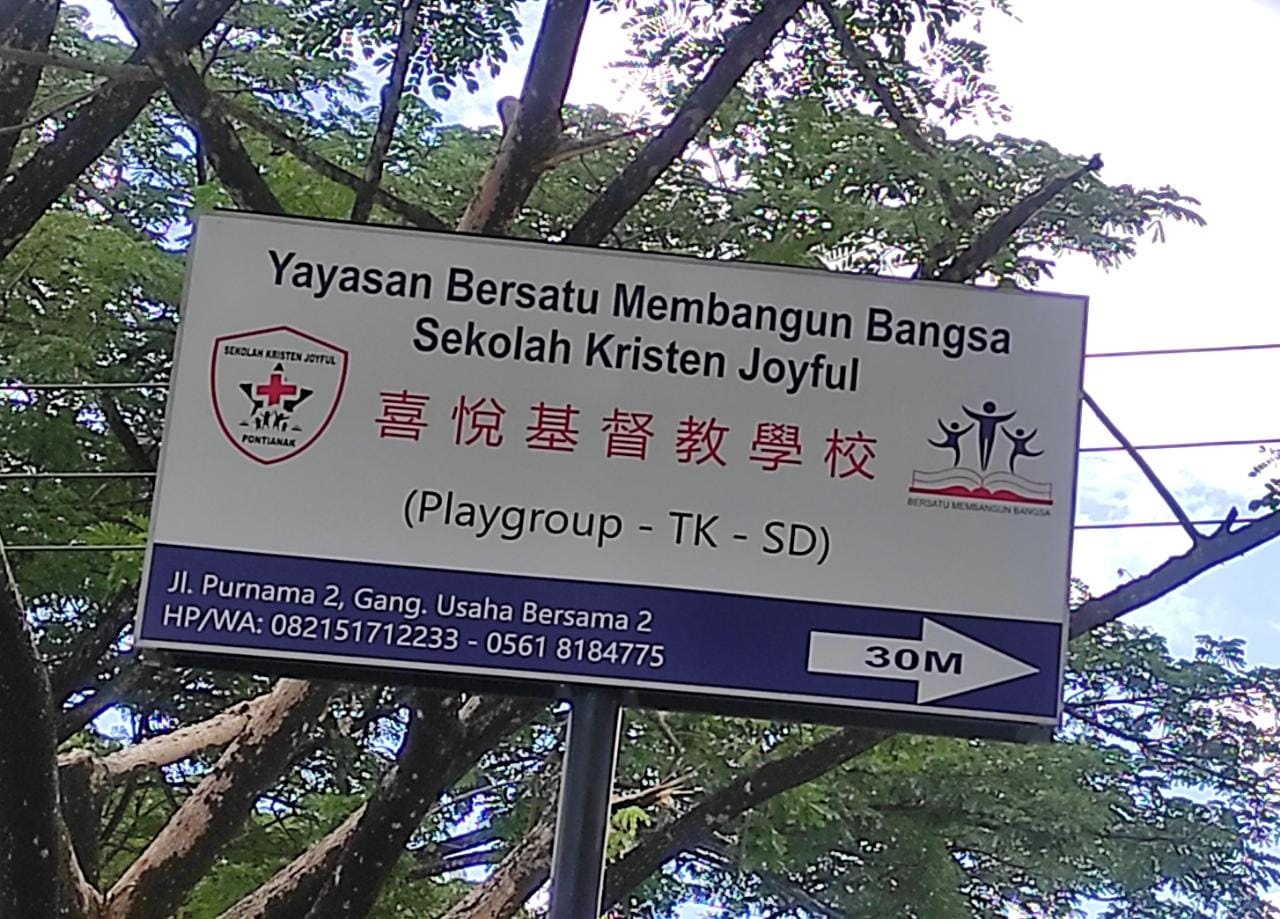 Yayasan Bersatu Membangun Bangsa
Sekolah Kristen Joyful
SEKOLAH KRISTEN JOYFUL
PONTIANAK
喜悅基督教學校
BERSATU MEMBANGUN BANGSA
(Playgroup - TK - SD)
Jl. Purnama 2, Gang. Usaha Bersama 2
HP/WA: 082151712233 - 0561 8184775
30M